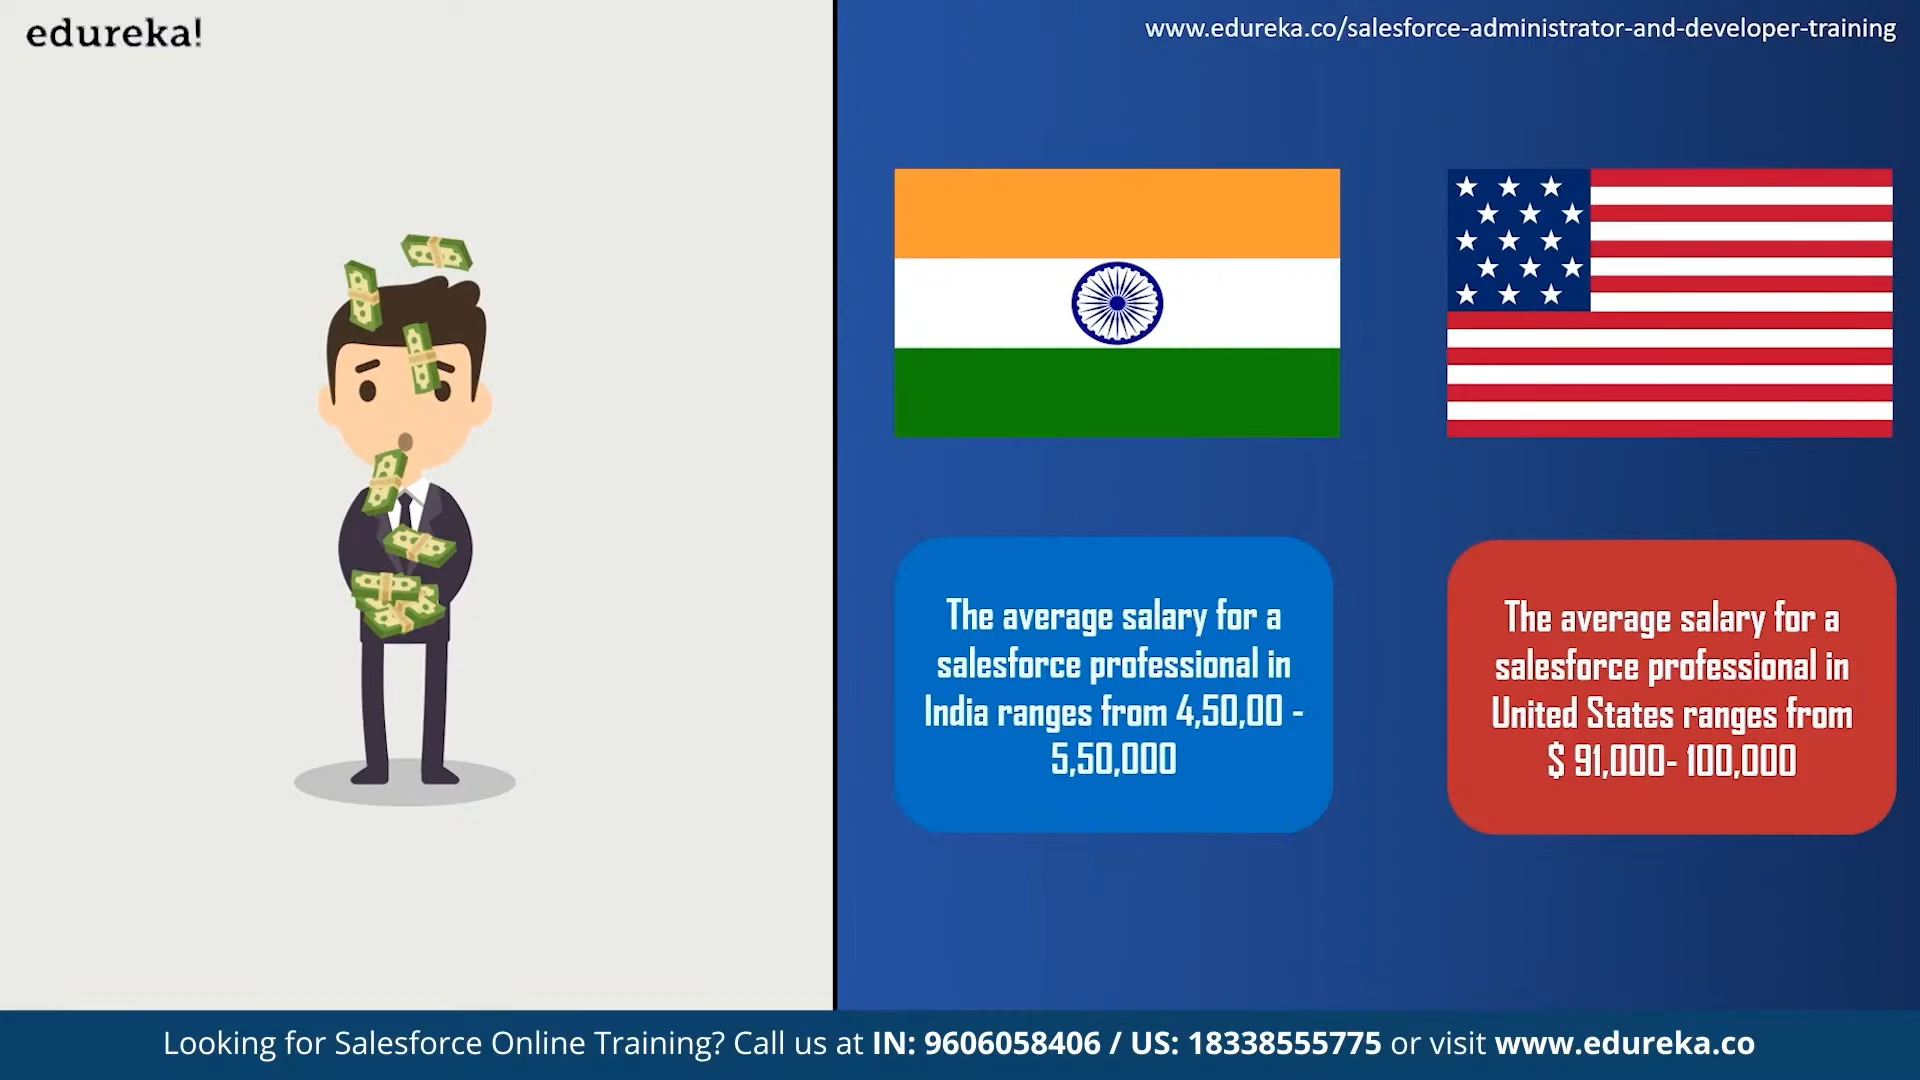 edureka!
www.edureka.co/salesforce-administrator-and-developer-training
The average salary for a
salesforce professional in
India ranges from 4,50,00 -
5,50,000
The average salary for a
salesforce professional in
United States ranges from
$ 91,000- 100,000
Looking for Salesforce Online Training? Call us at IN: 9606058406 / US: 18338555775 or visit www.edureka.co